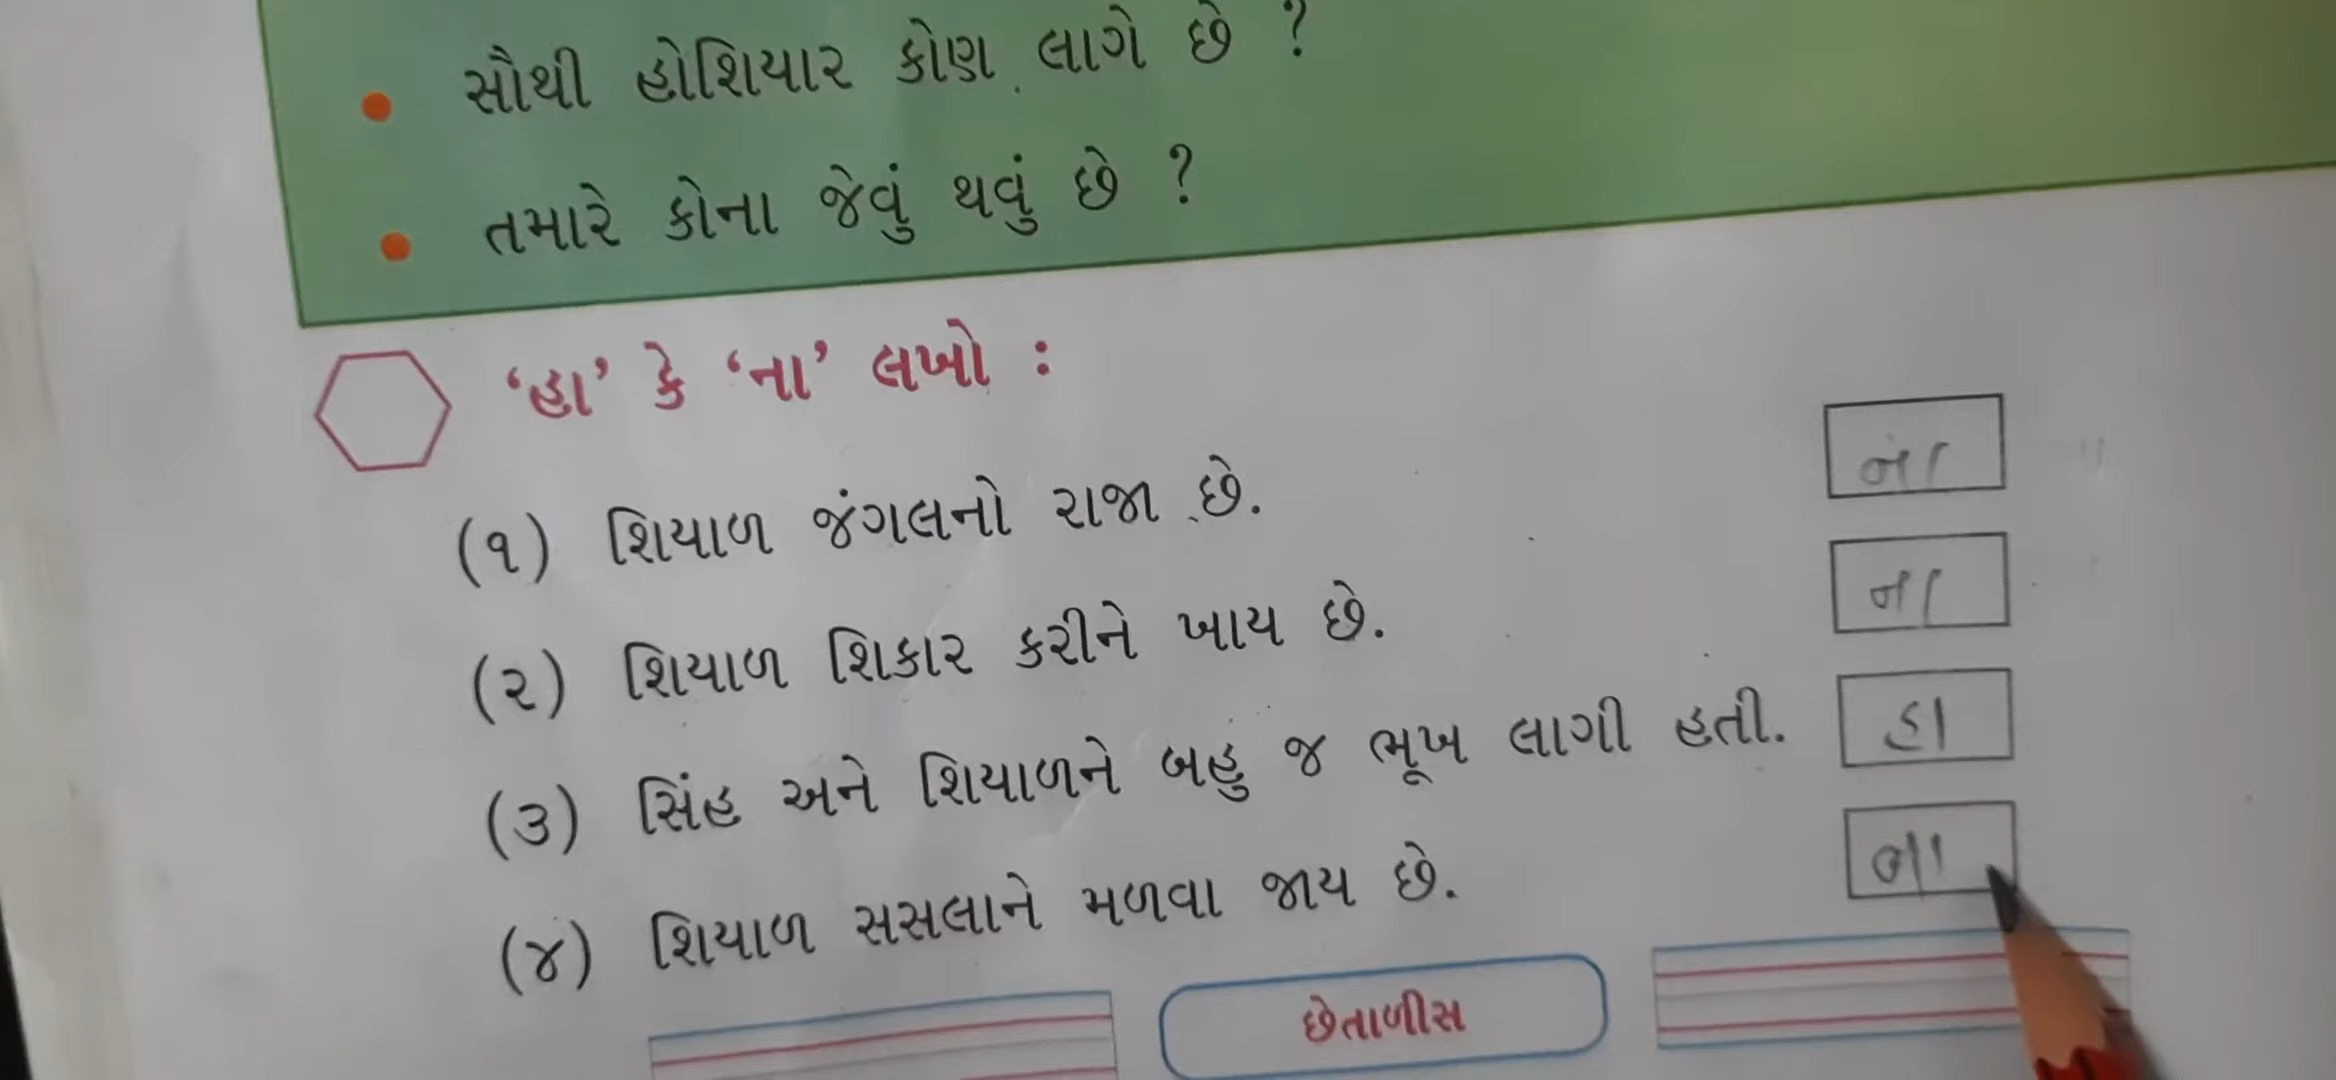 • સૌથી હોશિયાર કોણ લાગે છે ?
• તમારે કોના જેવું થવું છે ?
‘હા’ કે ‘ના’ લખો :
(૧) શિયાળ જંગલનો રાજા છે. ના
(૨) શિયાળ શિકાર કરીને ખાય છે. ના
(૩) સિંહ અને શિયાળને બહુ જ ભૂખ લાગી હતી. હા
(૪) શિયાળ સસલાને મળવા જાય છે. ના
છેતાળીસ